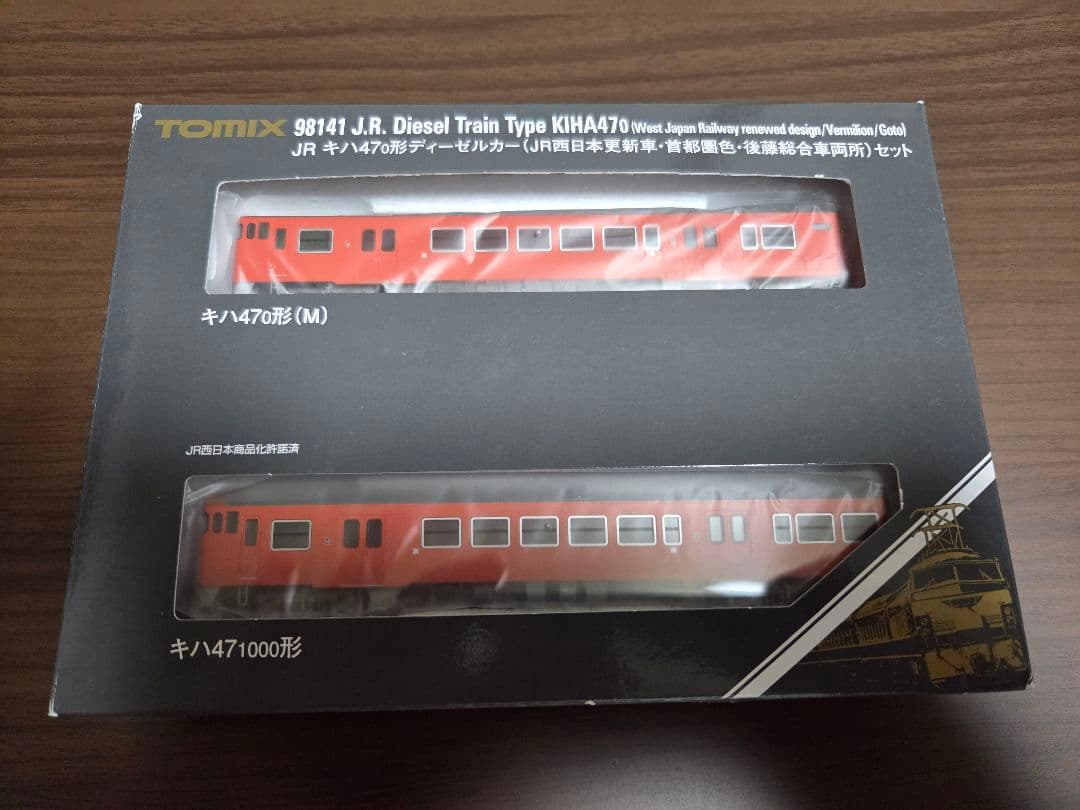 TOMIX 98141 J.R. Diesel Train Type KIHA470 (West Japan Railway renewed design/Vermilion/Goto)
JR キハ470形ディーゼルカー(JR西日本更新車・首都圏色・後藤総合車両所)セット
キハ470形(M)
JR西日本商品化許諾済
キハ471000形